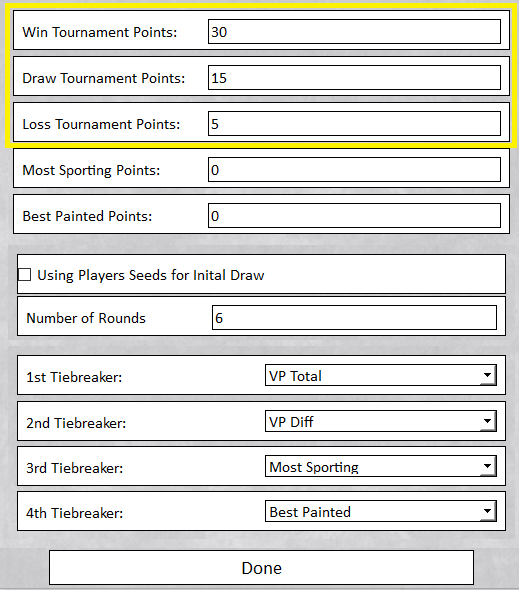 Win Tournament Points: 30
Draw Tournament Points: 15
Loss Tournament Points: 5
Most Sporting Points: 0
Best Painted Points: 0
Using Players Seeds for Inital Draw
Number of Rounds 6
1st Tiebreaker: VP Total
2nd Tiebreaker: VP Diff
3rd Tiebreaker: Most Sporting
4th Tiebreaker: Best Painted
Done